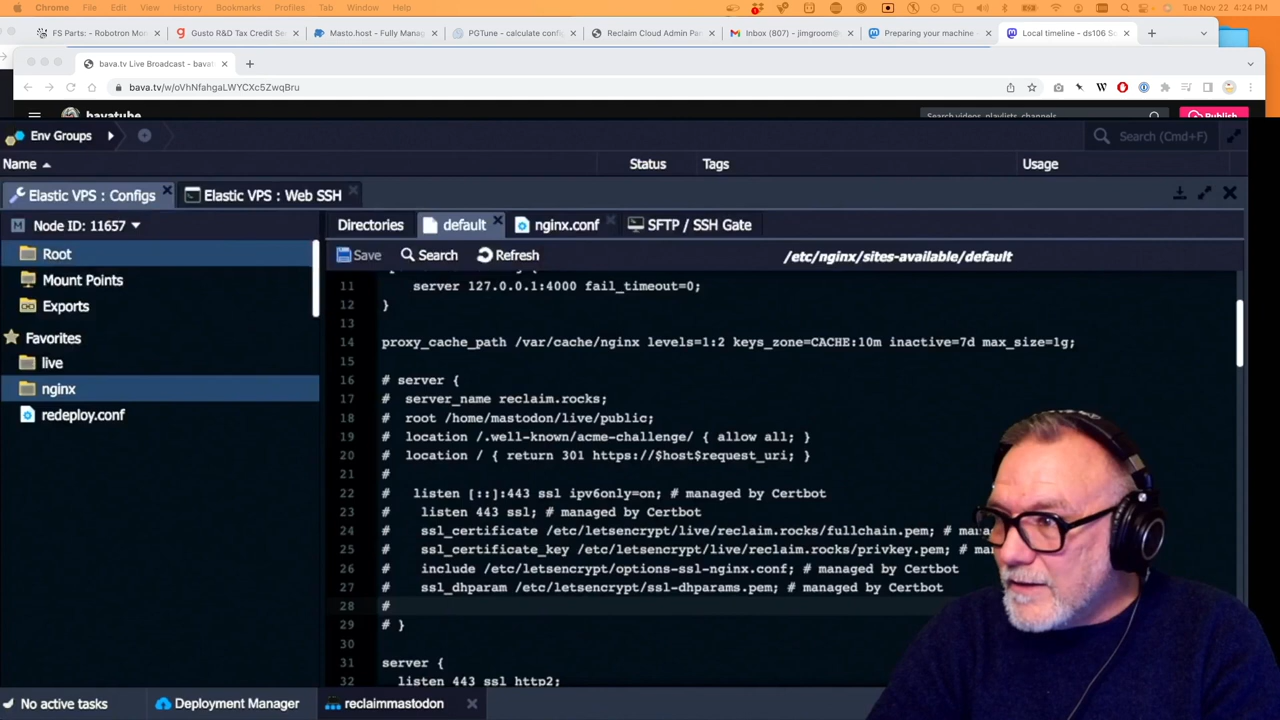 Chrome File Edit View History Bookmarks Profiles Tab Window Help Tue Nov 22 4:24 PM
FS Parts: - Robotron Mon Gusto R&D Tax Credit Ser Masto.host - Fully Manag PGTune - calculate config Reclaim Cloud Admin Par Inbox (807) - jimgroom@ Preparing your machine Local timeline - ds106 So
bava.tv Live Broadcast - bavat
bava.tv/w/oVhNfahgaLWYCXc5ZwqBru
bavatube Search videos, playlists, channels Publish
Env Groups Search (Cmd+F)
Name Status Tags Usage
Elastic VPS : Configs Elastic VPS : Web SSH
Node ID: 11657 Directories default nginx.conf SFTP / SSH Gate
Root Save Search Refresh /etc/nginx/sites-available/default
Mount Points
Exports
Favorites
live
nginx
redeploy.conf
11 server 127.0.0.1:4000 fail_timeout=0;
12 }
13
14 proxy_cache_path /var/cache/nginx levels=1:2 keys_zone=CACHE:10m inactive=7d max_size=1g;
15
16 # server {
17 # server_name reclaim.rocks;
18 # root /home/mastodon/live/public;
19 # location /.well-known/acme-challenge/ { allow all; }
20 # location / { return 301 https://$host$request_uri; }
21 #
22 # listen [::]:443 ssl ipv6only=on; # managed by Certbot
23 # listen 443 ssl; # managed by Certbot
24 # ssl_certificate /etc/letsencrypt/live/reclaim.rocks/fullchain.pem; #
25 # ssl_certificate_key /etc/letsencrypt/live/reclaim.rocks/privkey.pem; #
26 # include /etc/letsencrypt/options-ssl-nginx.conf; # managed by Certbot
27 # ssl_dhparam /etc/letsencrypt/ssl-dhparams.pem; # managed by Certbot
28 #
29 # }
30
31 server {
32 listen 443 ssl http2;
No active tasks Deployment Manager reclaimmastodon